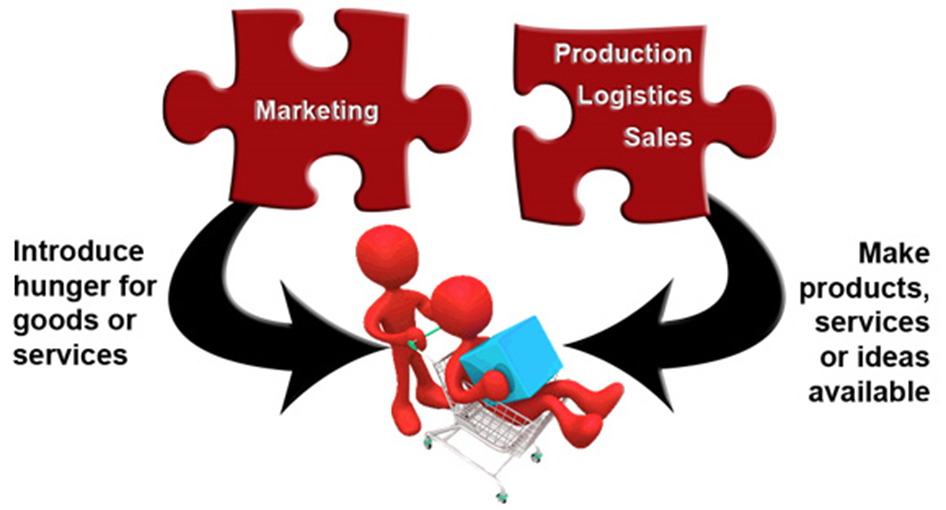 Marketing
Production
Logistics
Sales
Introduce
hunger for
goods or
services
Make
products,
services
or ideas
available